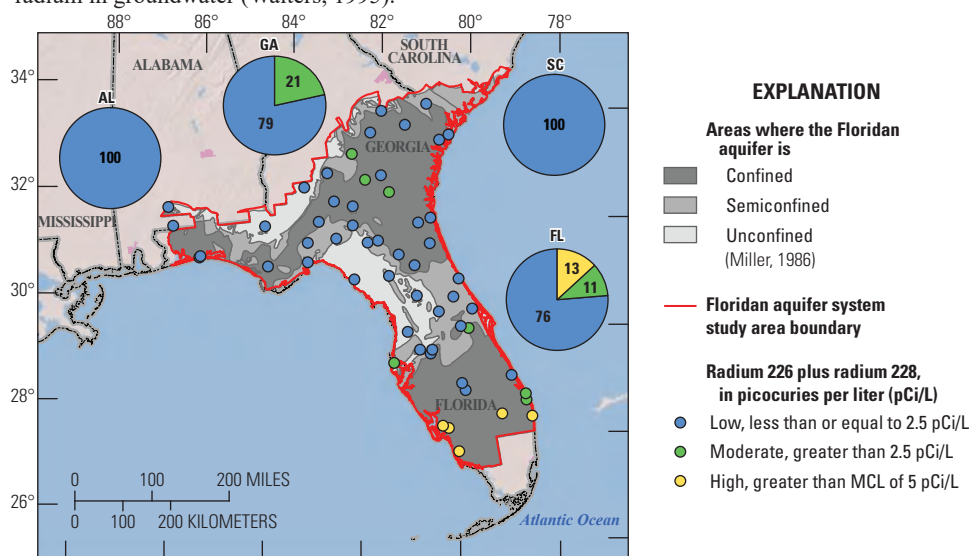 radium in groundwater (Walters, 1995).
88° 86° 84° 82° 80° 78°
34°
32°
30°
28°
26°
ALABAMA
GA
21
79
SOUTH
CAROLINA
SC
100
AL
100
GEORGIA
MISSISSIPPI
FL
13
11
76
FLORIDA
0 100 200 MILES
0 100 200 KILOMETERS
Atlantic Ocean
EXPLANATION
Areas where the Floridan
aquifer is
Confined
Semiconfined
Unconfined
(Miller, 1986)
Floridan aquifer system
study area boundary
Radium 226 plus radium 228,
in picocuries per liter (pCi/L)
Low, less than or equal to 2.5 pCi/L
Moderate, greater than 2.5 pCi/L
High, greater than MCL of 5 pCi/L